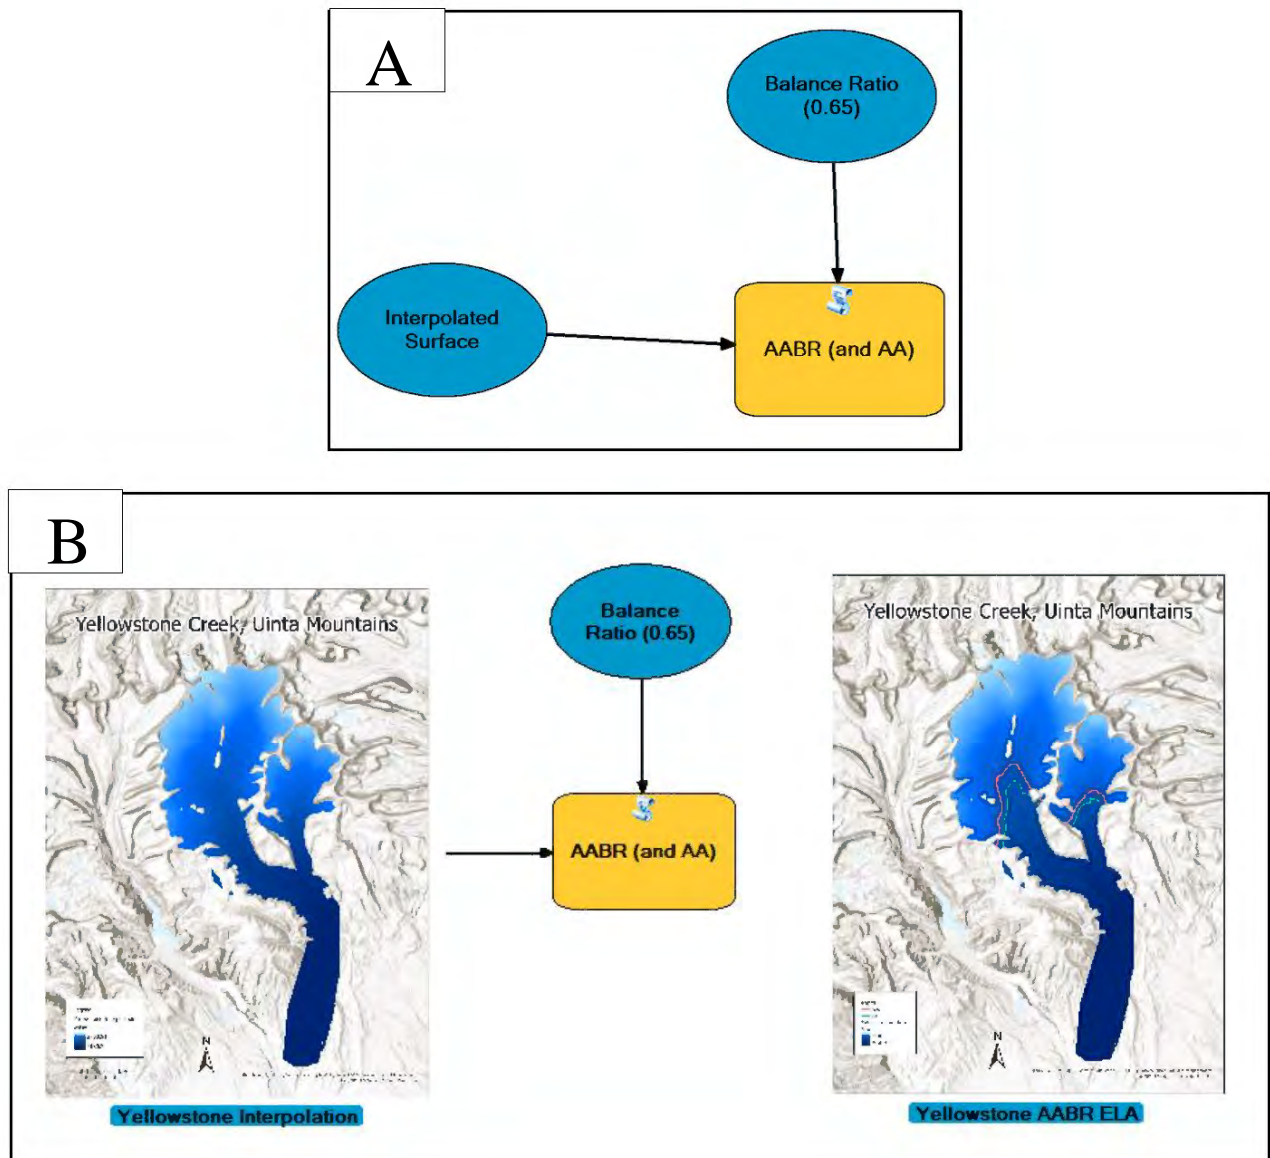 A
Balance Ratio
(0.65)
Interpolated
Surface
AABR (and AA)
B
Yellowstone Creek, Uinta Mountains
Balance
Ratio (0.65)
AABR (and AA)
N
Yellowstone Interpolation
Yellowstone Creek, Uinta Mountains
N
Yellowstone AABR ELA